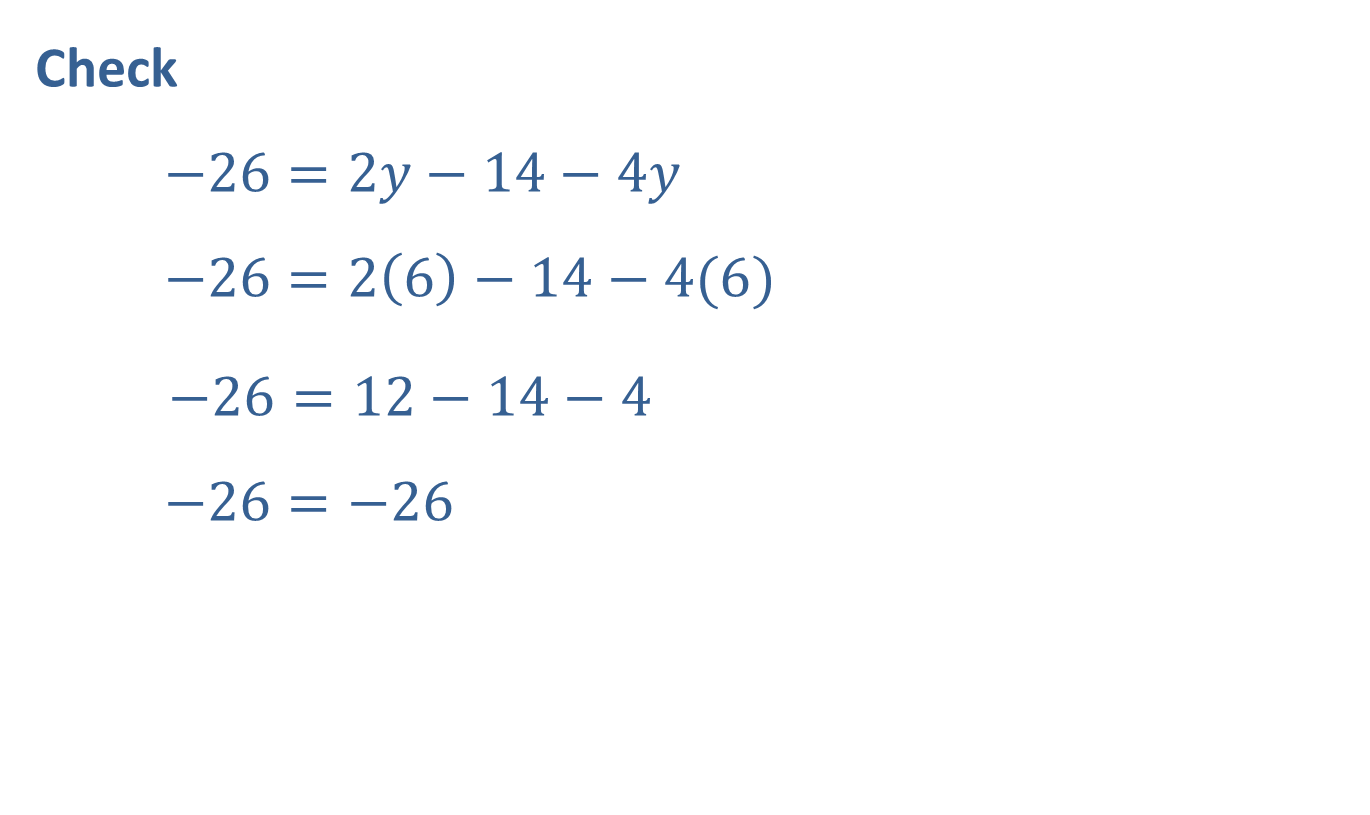 Check
−26 = 2y − 14 − 4y
−26 = 2(6) − 14 − 4(6)
−26 = 12 − 14 − 4
−26 = −26